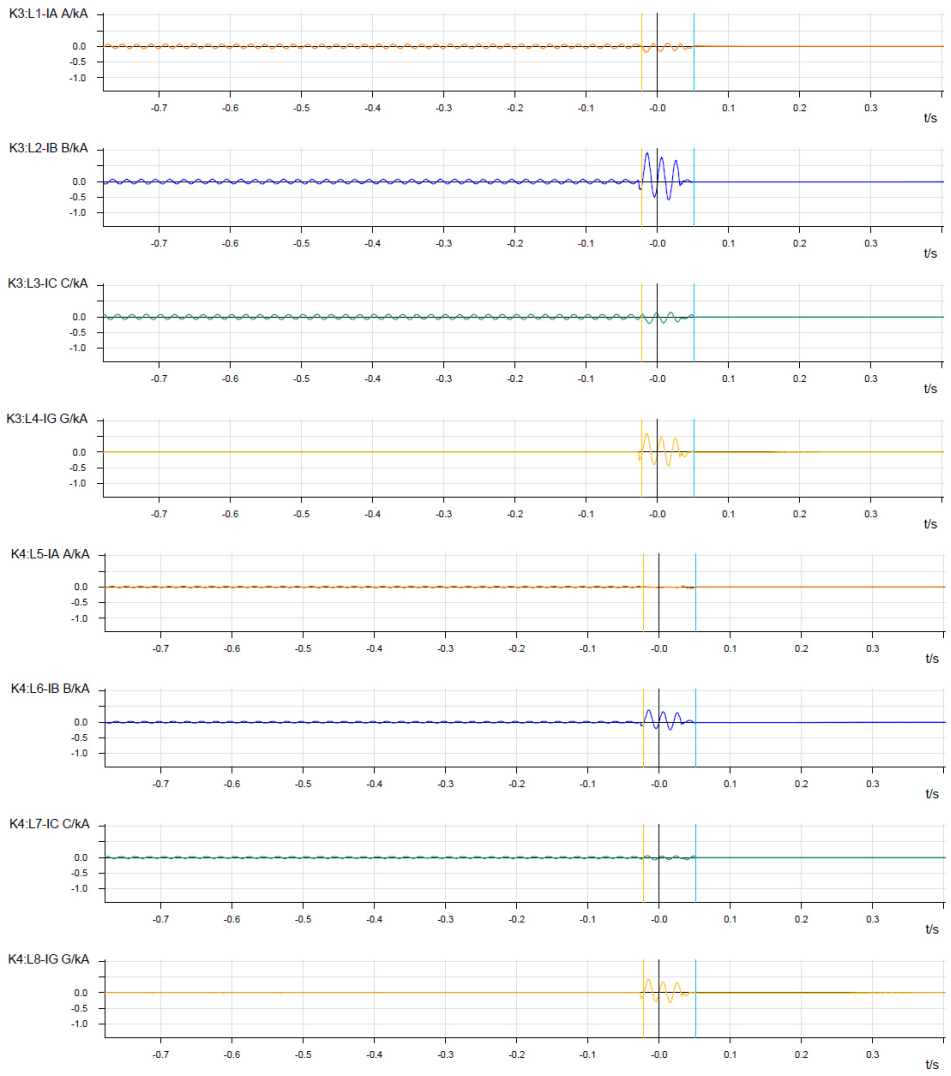 K3:L1-IA A/kA
0.0
-0.5
-1.0
-0.7 -0.6 -0.5 -0.4 -0.3 -0.2 -0.1 -0.0 0.1 0.2 0.3
t/s
K3:L2-IB B/kA
0.0
-0.5
-1.0
-0.7 -0.6 -0.5 -0.4 -0.3 -0.2 -0.1 -0.0 0.1 0.2 0.3
t/s
K3:L3-IC C/kA
0.0
-0.5
-1.0
-0.7 -0.6 -0.5 -0.4 -0.3 -0.2 -0.1 -0.0 0.1 0.2 0.3
t/s
K3:L4-IG G/kA
0.0
-0.5
-1.0
-0.7 -0.6 -0.5 -0.4 -0.3 -0.2 -0.1 -0.0 0.1 0.2 0.3
t/s
K4:L5-IA A/kA
0.0
-0.5
-1.0
-0.7 -0.6 -0.5 -0.4 -0.3 -0.2 -0.1 -0.0 0.1 0.2 0.3
t/s
K4:L6-IB B/kA
0.0
-0.5
-1.0
-0.7 -0.6 -0.5 -0.4 -0.3 -0.2 -0.1 -0.0 0.1 0.2 0.3
t/s
K4:L7-IC C/kA
0.0
-0.5
-1.0
-0.7 -0.6 -0.5 -0.4 -0.3 -0.2 -0.1 -0.0 0.1 0.2 0.3
t/s
K4:L8-IG G/kA
0.0
-0.5
-1.0
-0.7 -0.6 -0.5 -0.4 -0.3 -0.2 -0.1 -0.0 0.1 0.2 0.3
t/s